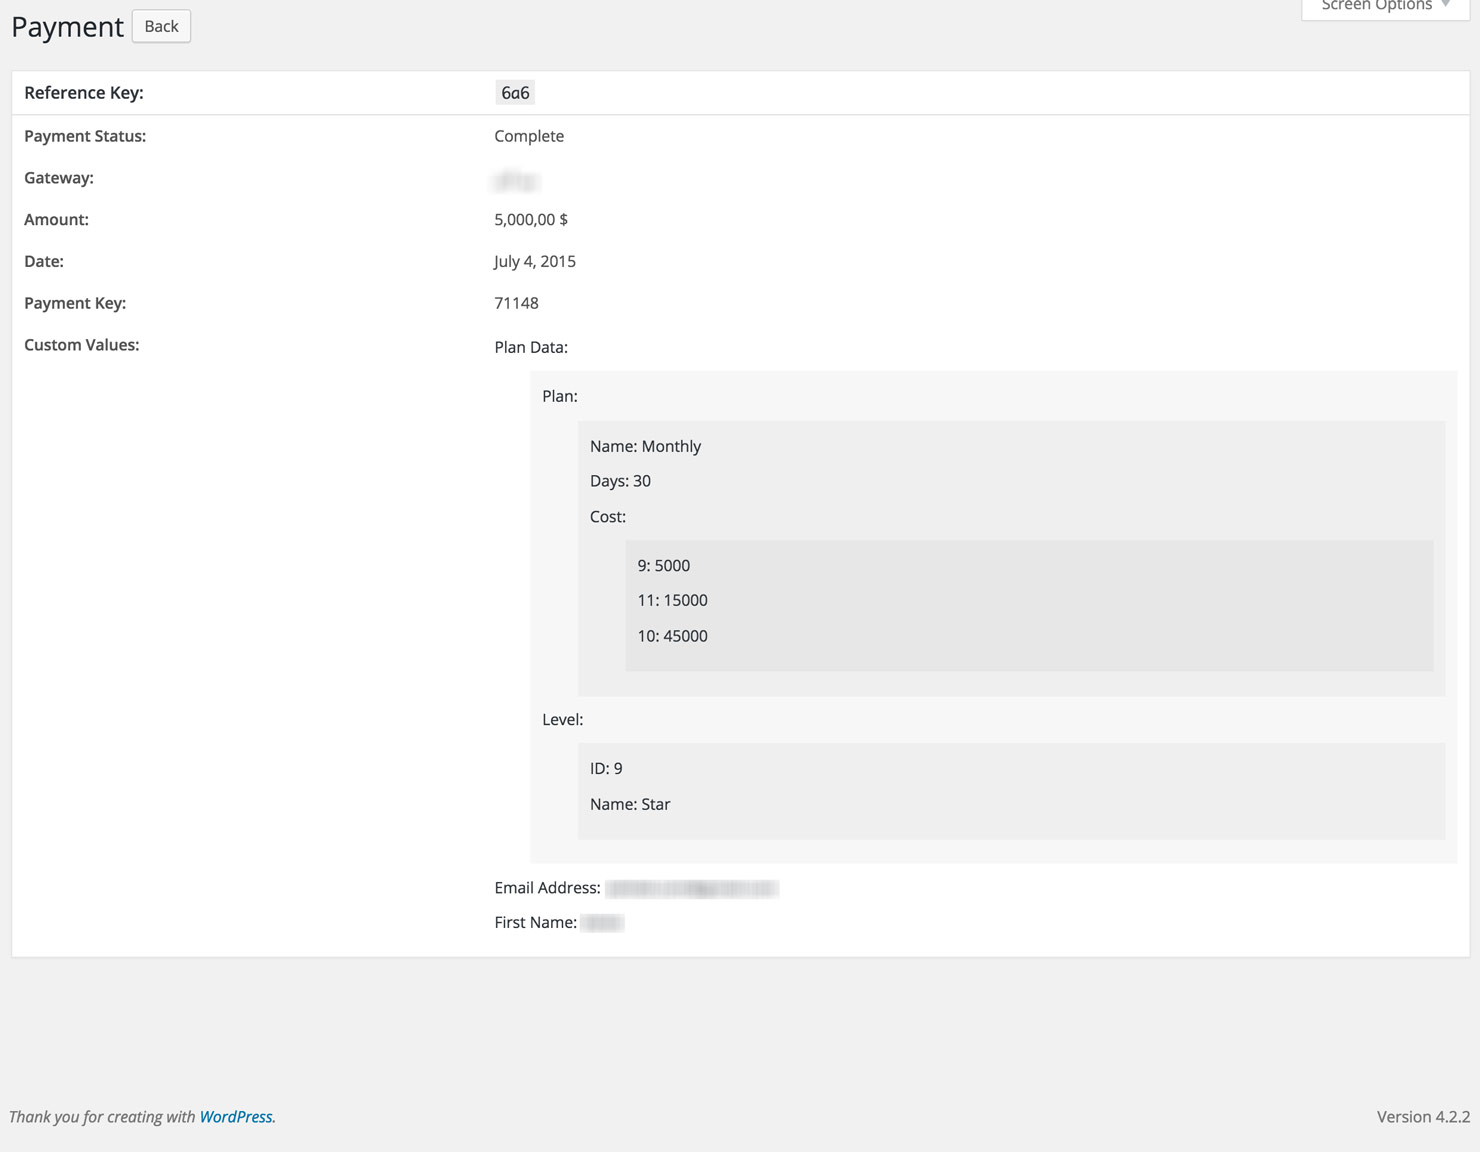 Screen Options
Payment
Back
Reference Key:
6a6
Payment Status:
Complete
Gateway:
Amount:
5,000,00 $
Date:
July 4, 2015
Payment Key:
71148
Custom Values:
Plan Data:
Plan:
Name: Monthly
Days: 30
Cost:
9: 5000
11: 15000
10: 45000
Level:
ID: 9
Name: Star
Email Address:
First Name:
Thank you for creating with WordPress.
Version 4.2.2